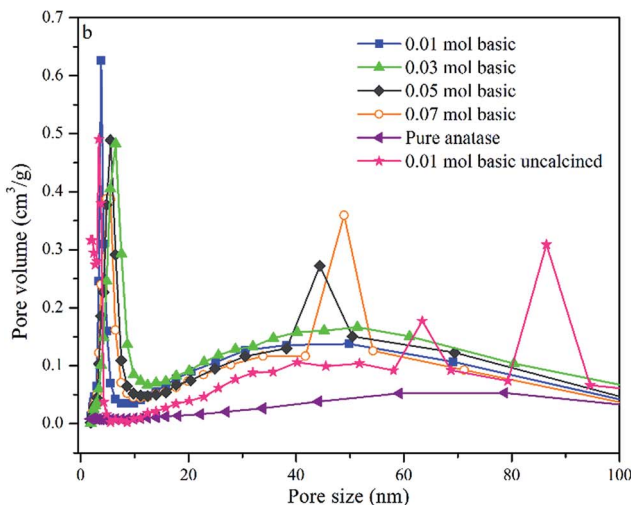 b
0.7
0.6
0.5
0.4
0.3
0.2
0.1
0.0
Pore volume (cm³/g)
0.01 mol basic
0.03 mol basic
0.05 mol basic
0.07 mol basic
Pure anatase
0.01 mol basic uncalcined
0 20 40 60 80 100
Pore size (nm)